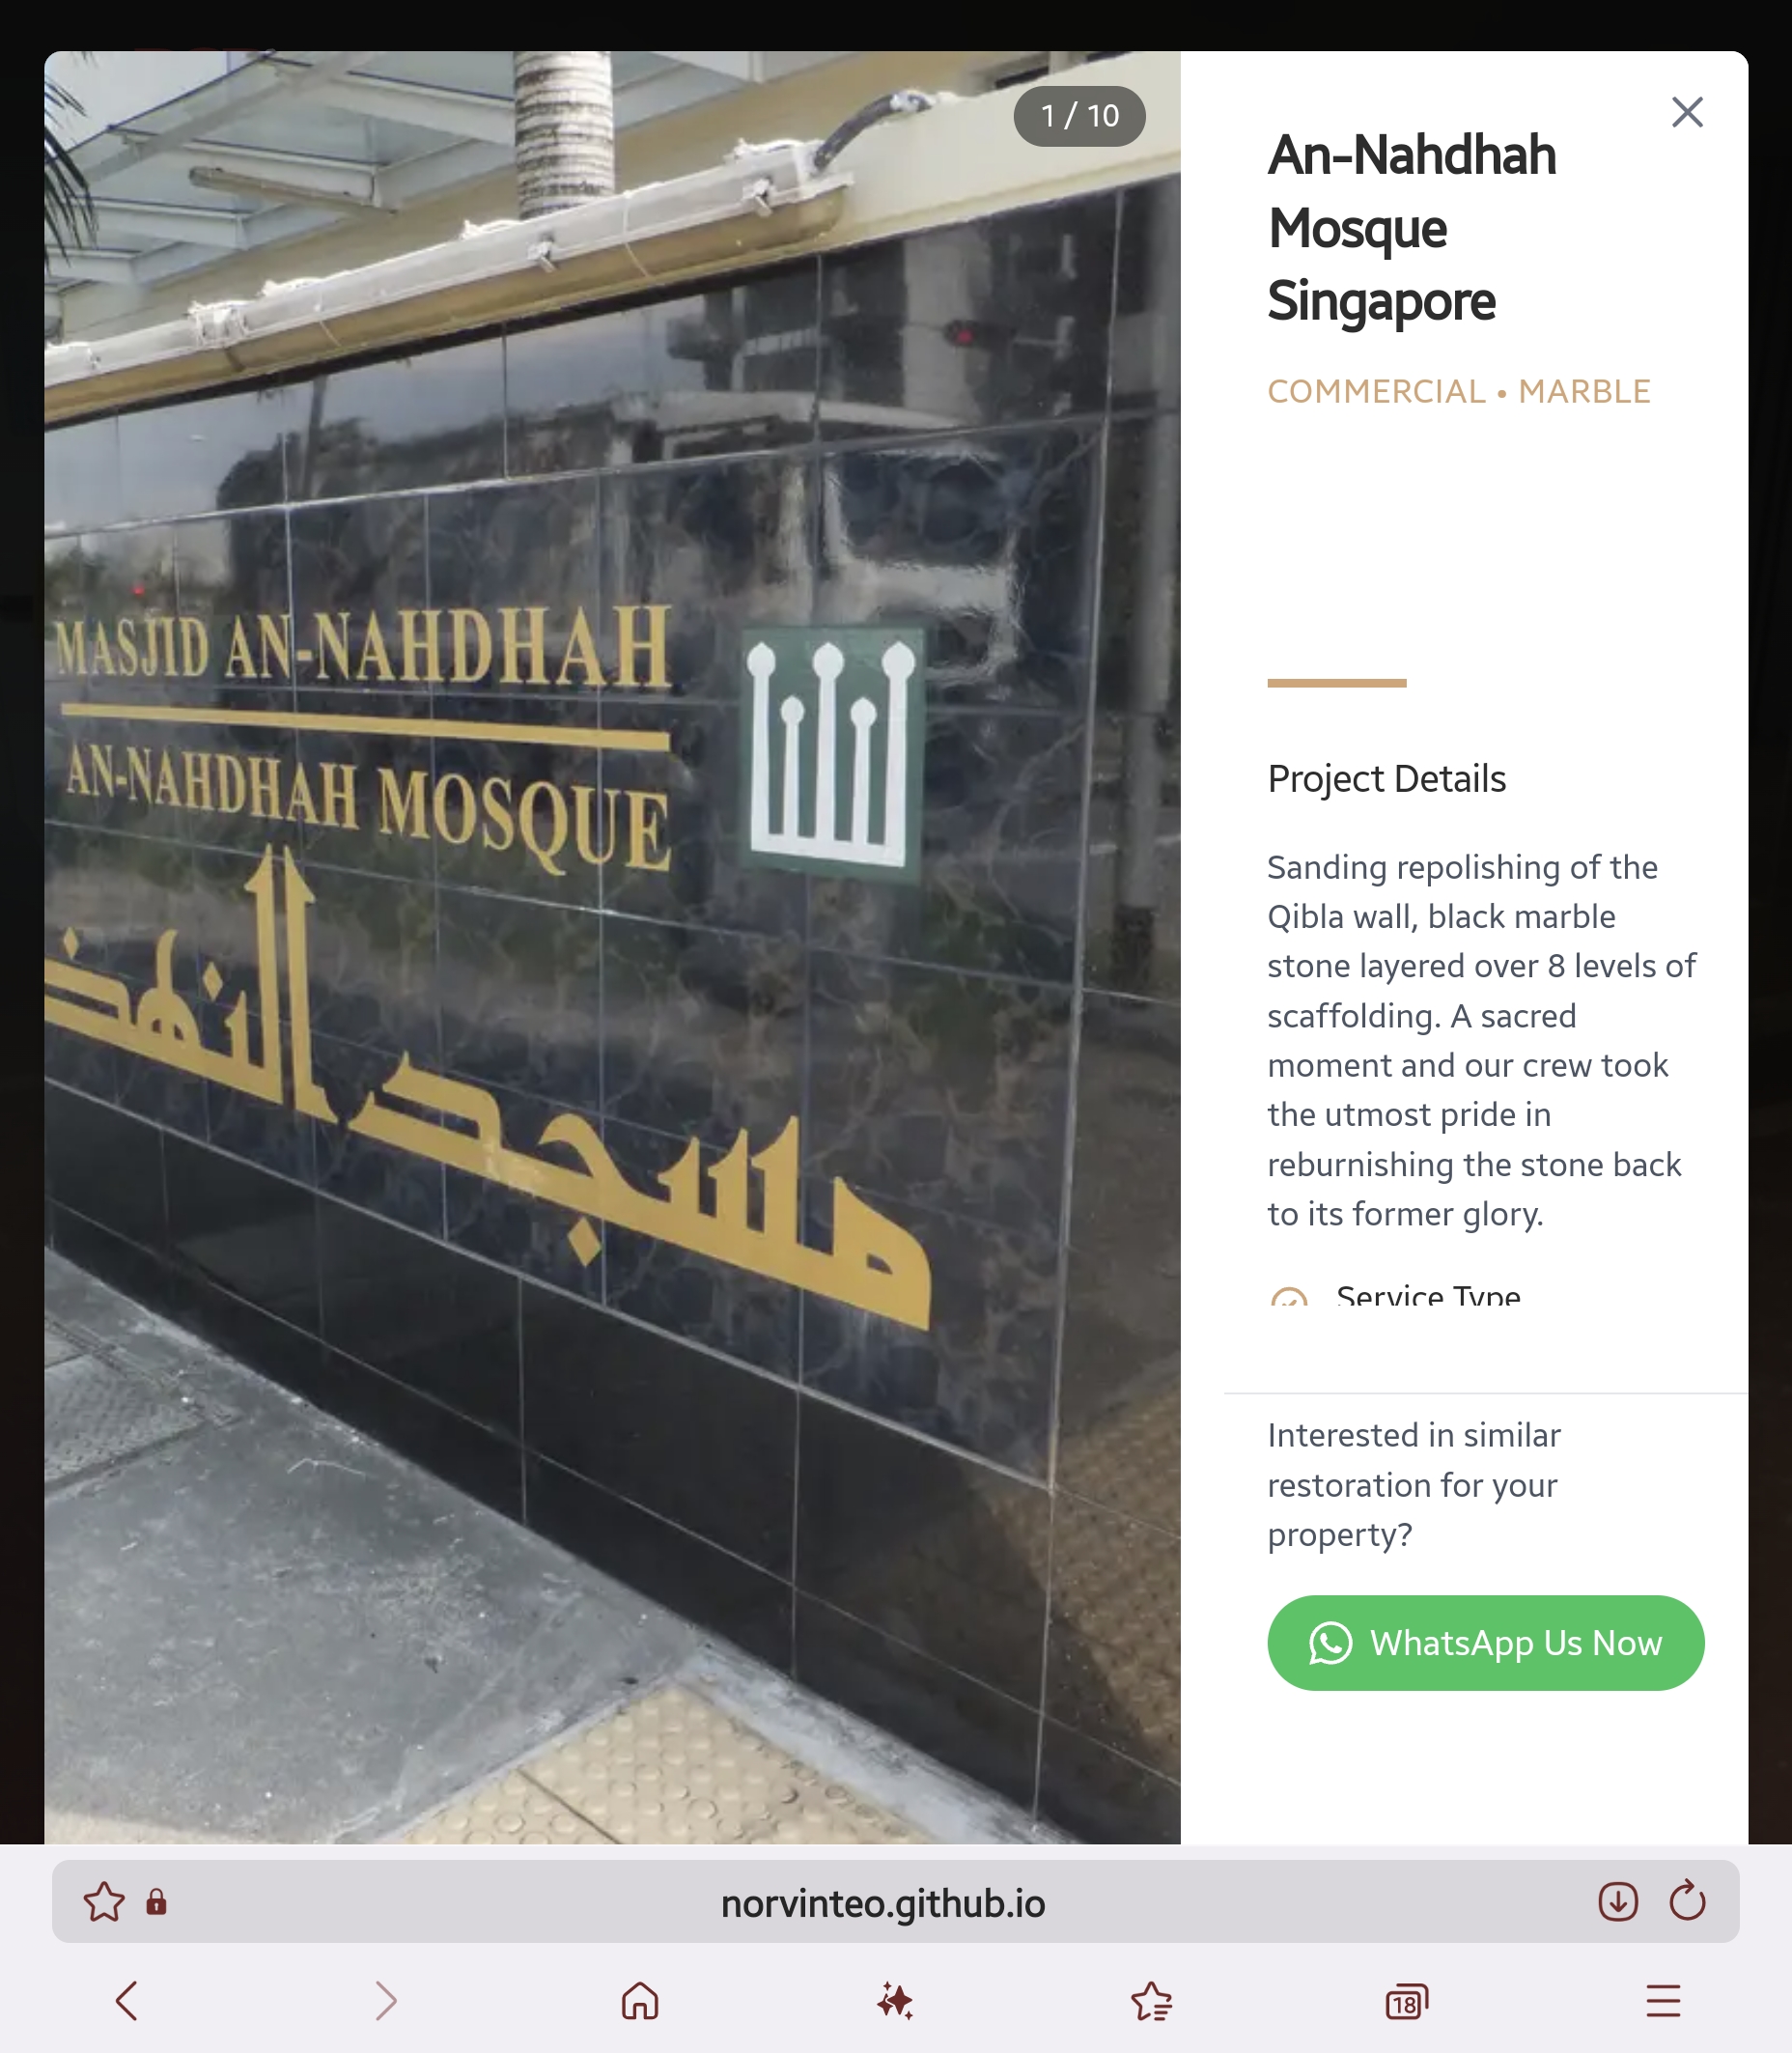 1 / 10
MASJID AN-NAHDHAH
AN-NAHDHAH MOSQUE
مسجد النهض
An-Nahdhah
Mosque
Singapore
COMMERCIAL • MARBLE
Project Details
Sanding repolishing of the
Qibla wall, black marble
stone layered over 8 levels of
scaffolding. A sacred
moment and our crew took
the utmost pride in
reburnishing the stone back
to its former glory.
Service Type
Interested in similar
restoration for your
property?
WhatsApp Us Now
norvinteo.github.io
18